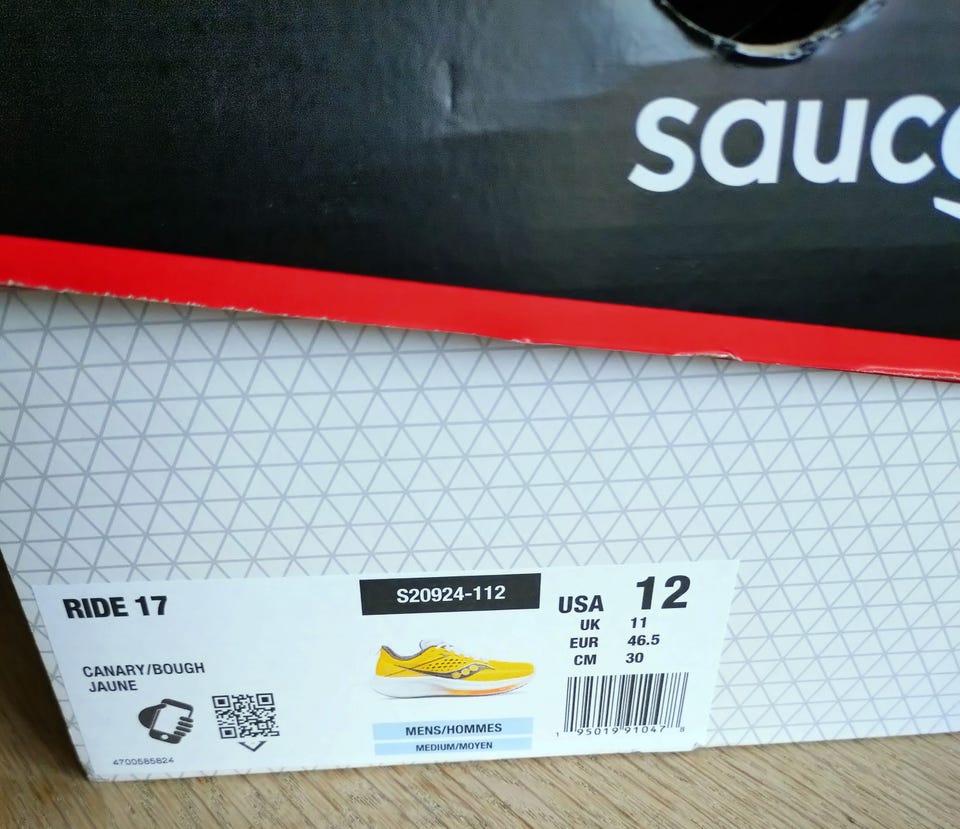 sauc
RIDE 17
S20924-112
USA 12
UK 11
EUR 46.5
CM 30
CANARY/BOUGH
JAUNE
MENS/HOMMES
MEDIUM/MOYEN
1 95019 91047 8
4700585824